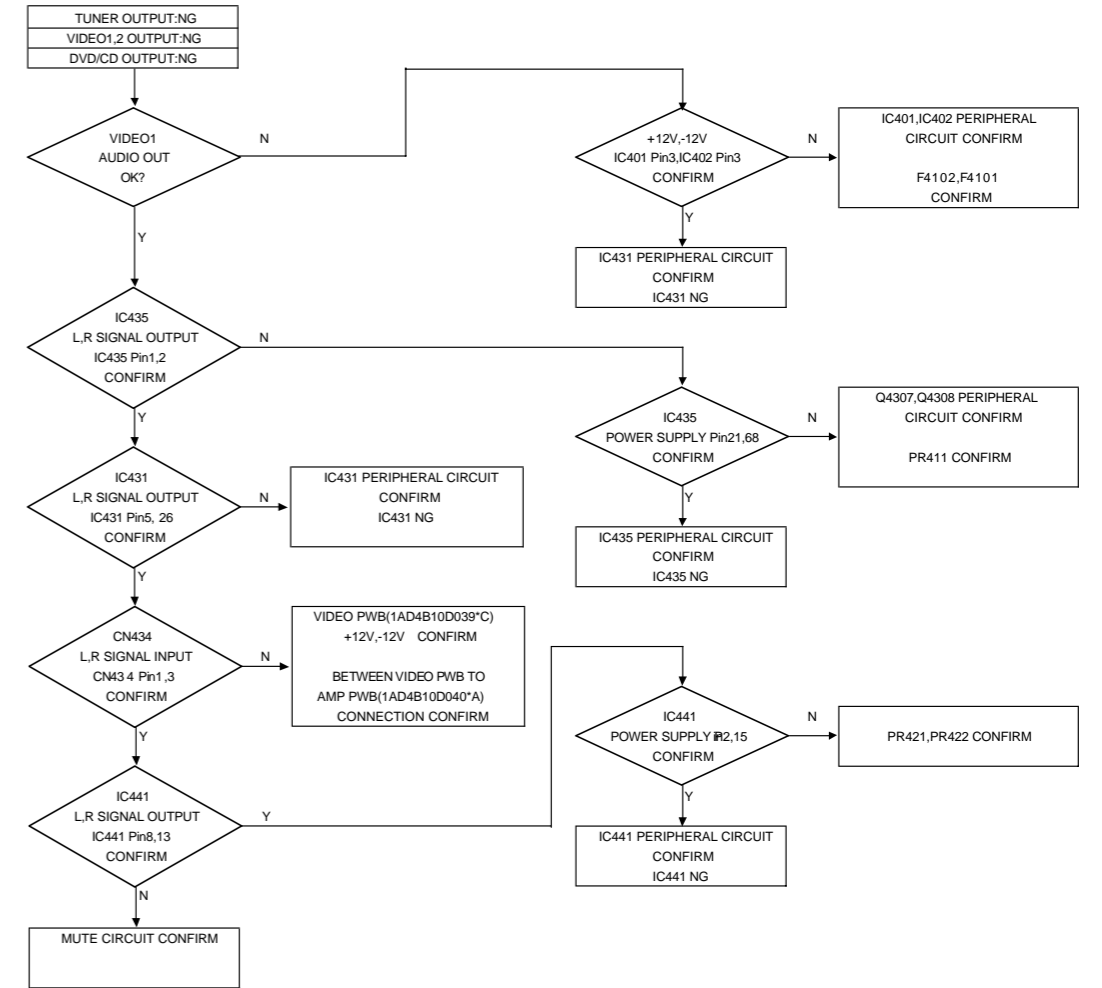 TUNER OUTPUT:NG
VIDEO1,2 OUTPUT:NG
DVD/CD OUTPUT:NG
VIDEO1
AUDIO OUT
OK?
N
Y
+12V,-12V
IC401 Pin3,IC402 Pin3
CONFIRM
N
Y
IC401,IC402 PERIPHERAL
CIRCUIT CONFIRM
F4102,F4101
CONFIRM
IC431 PERIPHERAL CIRCUIT
CONFIRM
IC431 NG
IC435
L,R SIGNAL OUTPUT
IC435 Pin1,2
CONFIRM
N
Y
IC435
POWER SUPPLY Pin21,68
CONFIRM
N
Y
Q4307,Q4308 PERIPHERAL
CIRCUIT CONFIRM
PR411 CONFIRM
IC435 PERIPHERAL CIRCUIT
CONFIRM
IC435 NG
IC431
L,R SIGNAL OUTPUT
IC431 Pin5, 26
CONFIRM
N
Y
IC431 PERIPHERAL CIRCUIT
CONFIRM
IC431 NG
CN434
L,R SIGNAL INPUT
CN43 4 Pin1,3
CONFIRM
N
Y
VIDEO PWB(1AD4B10D039*C)
+12V,-12V CONFIRM
BETWEEN VIDEO PWB TO
AMP PWB(1AD4B10D040*A)
CONNECTION CONFIRM
IC441
L,R SIGNAL OUTPUT
IC441 Pin8,13
CONFIRM
Y
N
IC441
POWER SUPPLY Pin2,15
CONFIRM
N
Y
PR421,PR422 CONFIRM
IC441 PERIPHERAL CIRCUIT
CONFIRM
IC441 NG
MUTE CIRCUIT CONFIRM